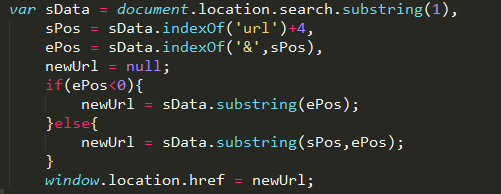 var sData = document.location.search.substring(1),
    sPos = sData.indexOf('url')+4,
    ePos = sData.indexOf('&',sPos),
    newUrl = null;
    if(ePos<0){
        newUrl = sData.substring(ePos);
    }else{
        newUrl = sData.substring(sPos,ePos);
    }
    window.location.href = newUrl;